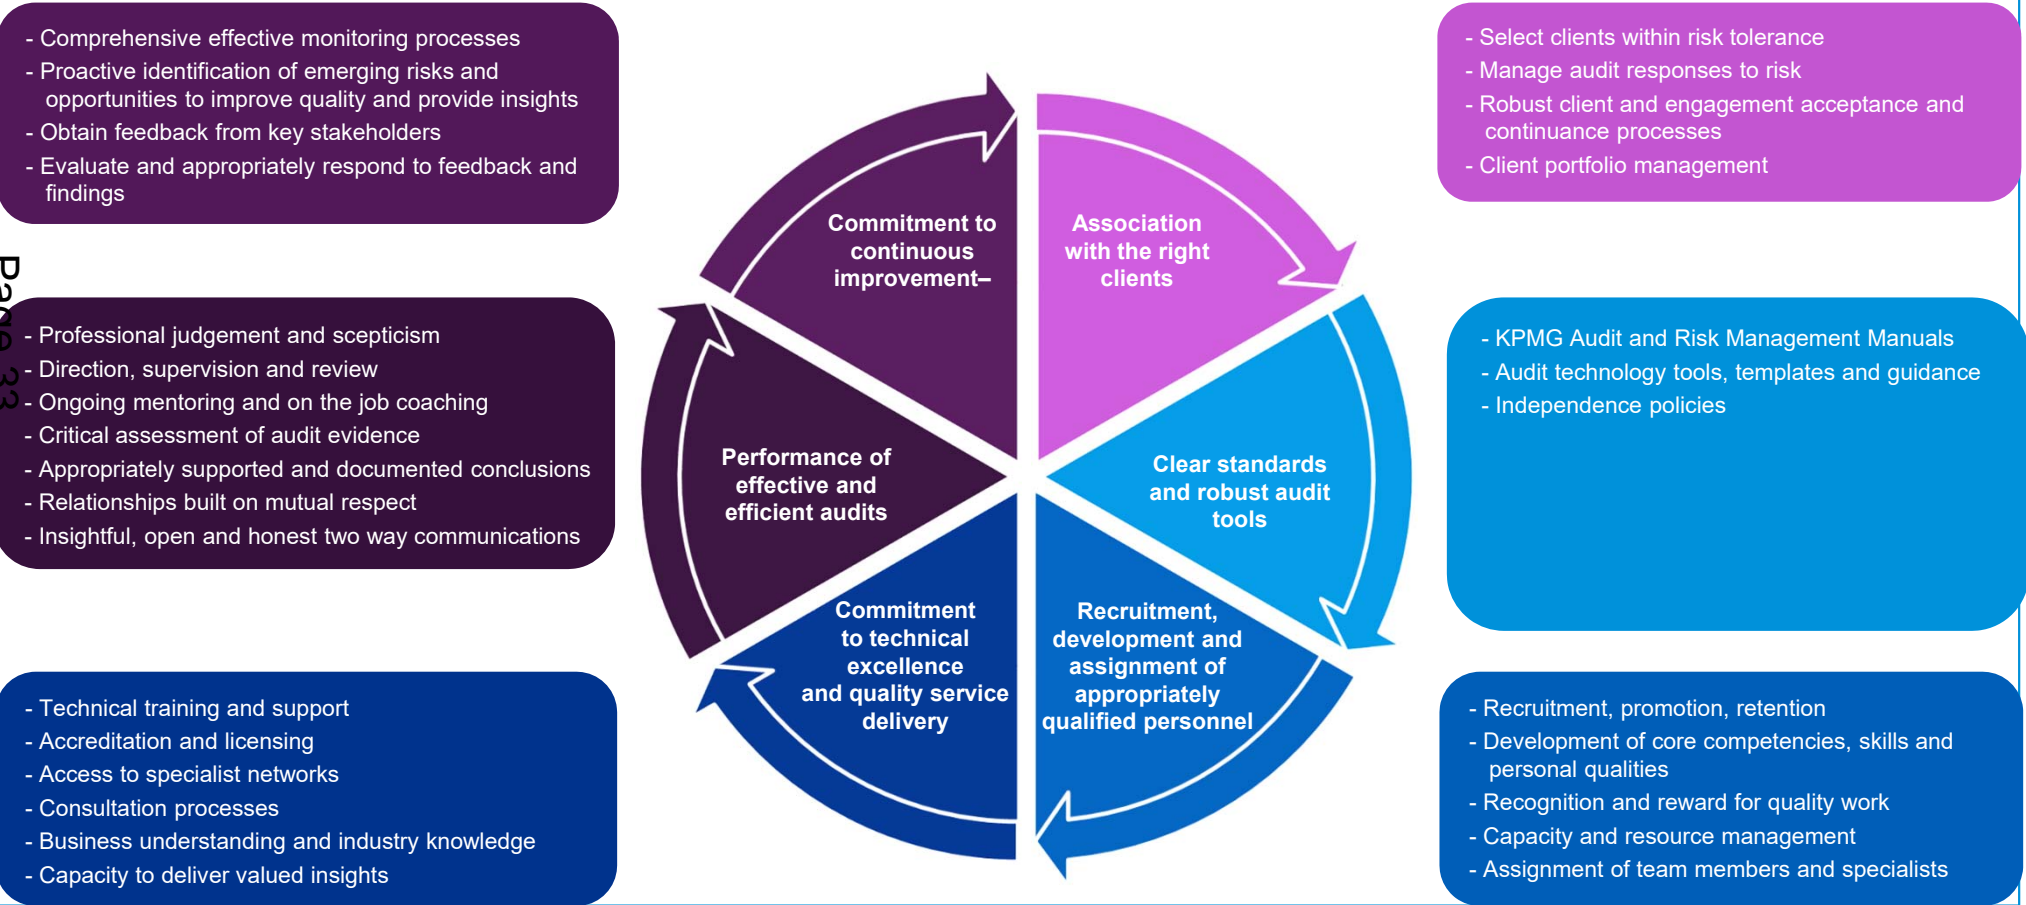 - Comprehensive effective monitoring processes
- Proactive identification of emerging risks and
opportunities to improve quality and provide insights
- Obtain feedback from key stakeholders
- Evaluate and appropriately respond to feedback and
findings
- Select clients within risk tolerance
- Manage audit responses to risk
- Robust client and engagement acceptance and
continuance processes
- Client portfolio management
Commitment to
continuous
improvement–
Association
with the right
clients
Page 33
- Professional judgement and scepticism
- Direction, supervision and review
- Ongoing mentoring and on the job coaching
- Critical assessment of audit evidence
- Appropriately supported and documented conclusions
- Relationships built on mutual respect
- Insightful, open and honest two way communications
Performance of
effective and
efficient audits
Clear standards
and robust audit
tools
- KPMG Audit and Risk Management Manuals
- Audit technology tools, templates and guidance
- Independence policies
Commitment
to technical
excellence
and quality service
delivery
Recruitment,
development and
assignment of
appropriately
qualified personnel
- Technical training and support
- Accreditation and licensing
- Access to specialist networks
- Consultation processes
- Business understanding and industry knowledge
- Capacity to deliver valued insights
- Recruitment, promotion, retention
- Development of core competencies, skills and
personal qualities
- Recognition and reward for quality work
- Capacity and resource management
- Assignment of team members and specialists